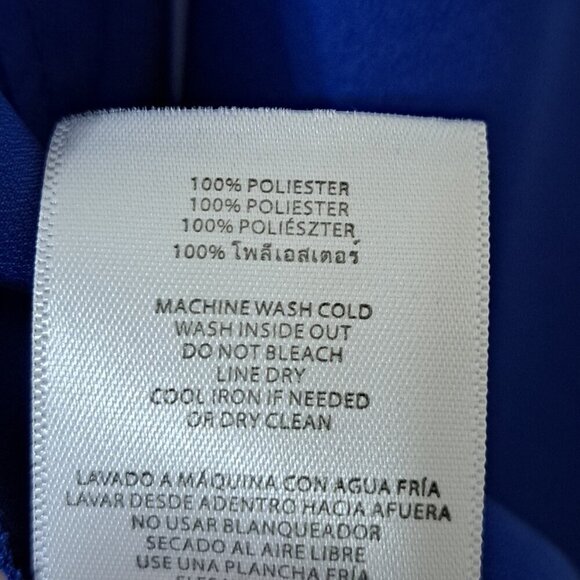 100% POLIESTER
100% POLIESTER
100% POLIÉSZTER
100% โพลีเอสเตอร์
MACHINE WASH COLD
WASH INSIDE OUT
DO NOT BLEACH
LINE DRY
COOL IRON IF NEEDED
OR DRY CLEAN
LAVADO A MÁQUINA CON AGUA FRÍA
LAVAR DESDE ADENTRO HACIA AFUERA
NO USAR BLANQUEADOR
SECADO AL AIRE LIBRE
USE UNA PLANCHA FRÍA